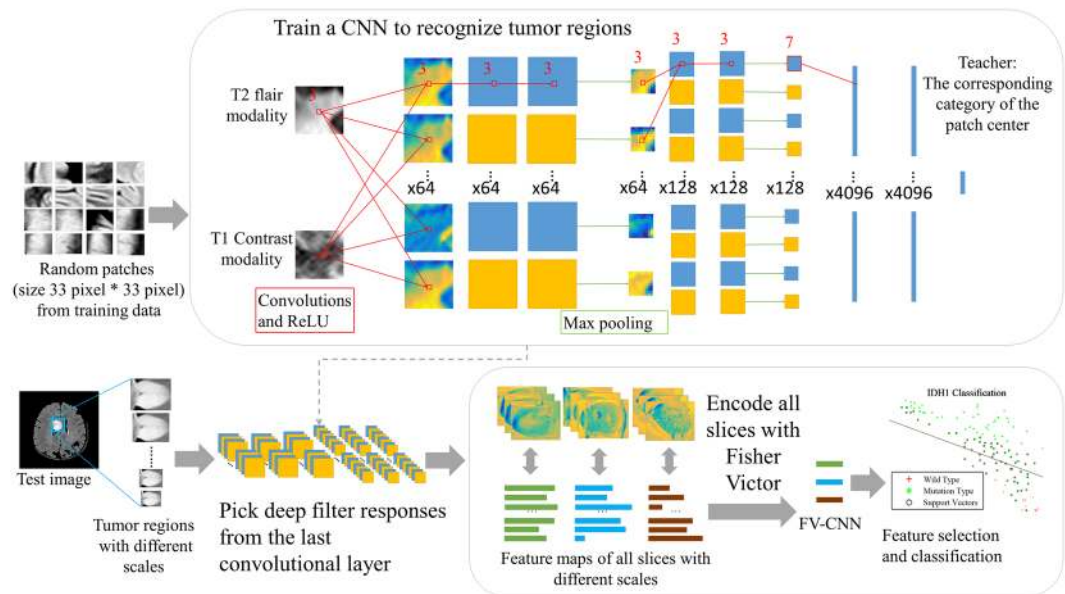 Train a CNN to recognize tumor regions
3
3
3
3
3
3
3
7
T2 flair
modality
Teacher:
The corresponding
category of the
patch center
x64
x64
x64
x64
x128
x128
x128
x4096
x4096
T1 Contrast
modality
Random patches
(size 33 pixel * 33 pixel)
from training data
Convolutions
and ReLU
Max pooling
Test image
Tumor regions
with different
scales
Pick deep filter responses
from the last
convolutional layer
...
...
...
Feature maps of all slices with
different scales
Encode all
slices with
Fisher
Victor
FV-CNN
IDH1 Classification
Wild Type
Mutation Type
Support Vectors
Feature selection
and classification